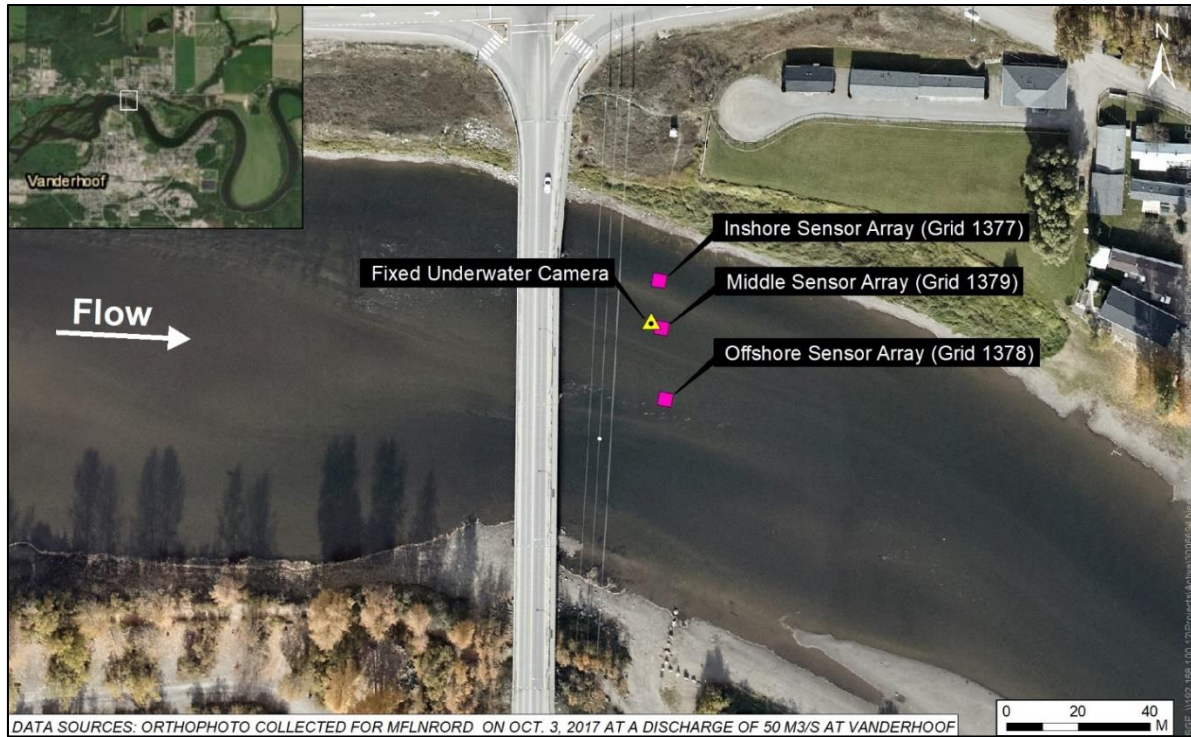 Vanderhoof
N
Inshore Sensor Array (Grid 1377)
Fixed Underwater Camera
Middle Sensor Array (Grid 1379)
Flow
Offshore Sensor Array (Grid 1378)
0 20 40
M
DATA SOURCES: ORTHOPHOTO COLLECTED FOR MFLNRORD ON OCT. 3, 2017 AT A DISCHARGE OF 50 M3/S AT VANDERHOOF